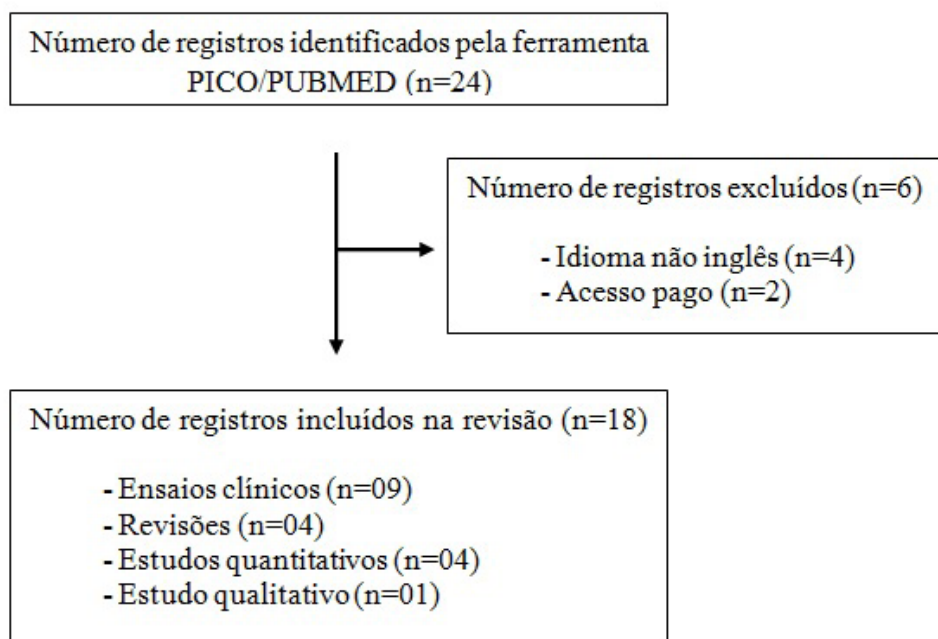 Número de registros identificados pela ferramenta
PICO/PUBMED (n=24)
Número de registros excluídos (n=6)
- Idioma não inglês (n=4)
- Acesso pago (n=2)
Número de registros incluídos na revisão (n=18)
- Ensaios clínicos (n=09)
- Revisões (n=04)
- Estudos quantitativos (n=04)
- Estudo qualitativo (n=01)